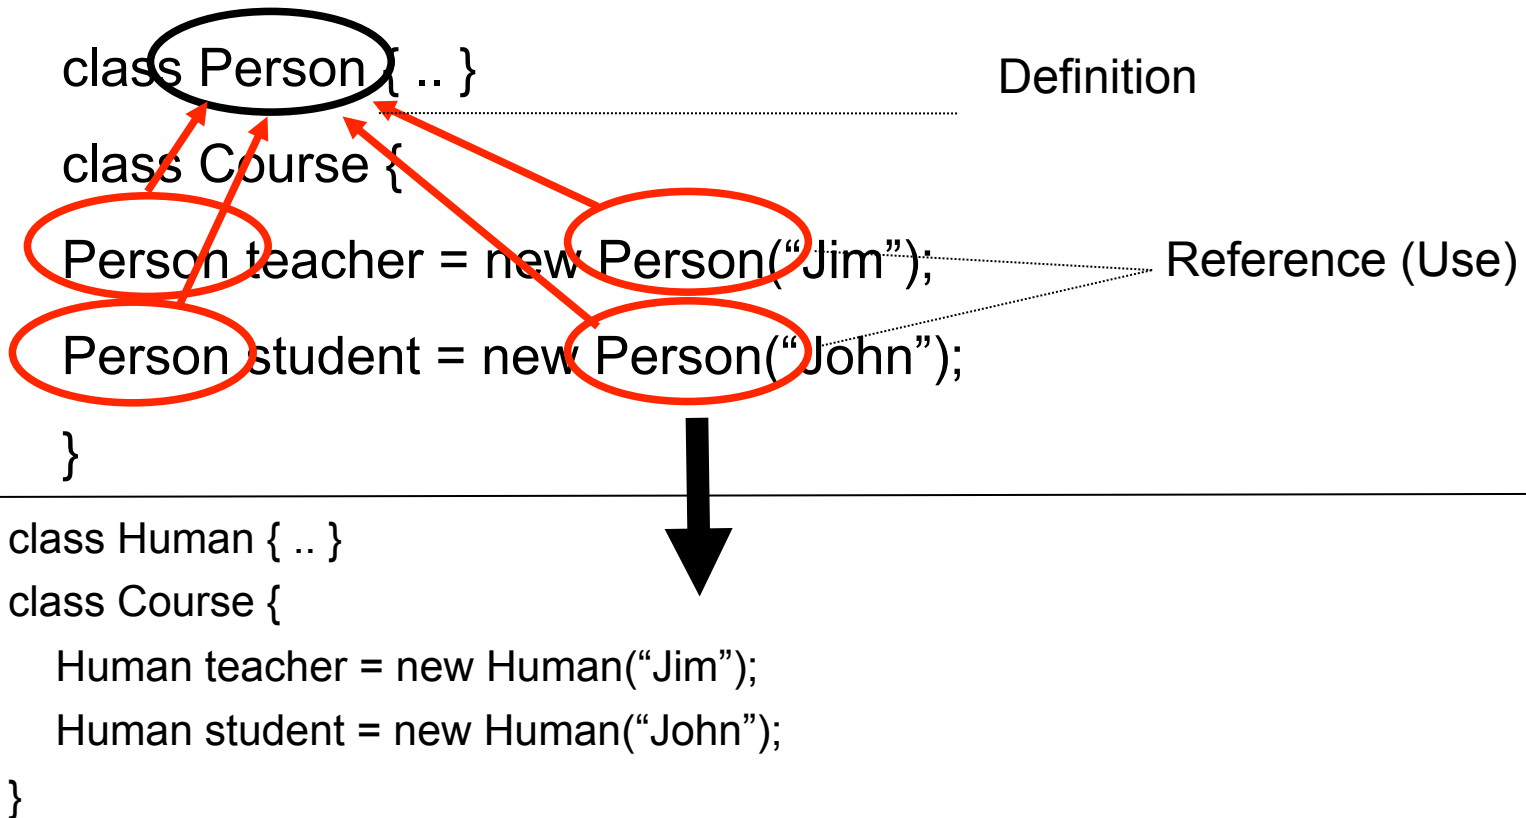 class Person { .. }
Definition
class Course {
Person teacher = new Person(“Jim”);
Reference (Use)
Person student = new Person(“John”);
}
class Human { .. }
class Course {
Human teacher = new Human(“Jim”);
Human student = new Human(“John”);
}